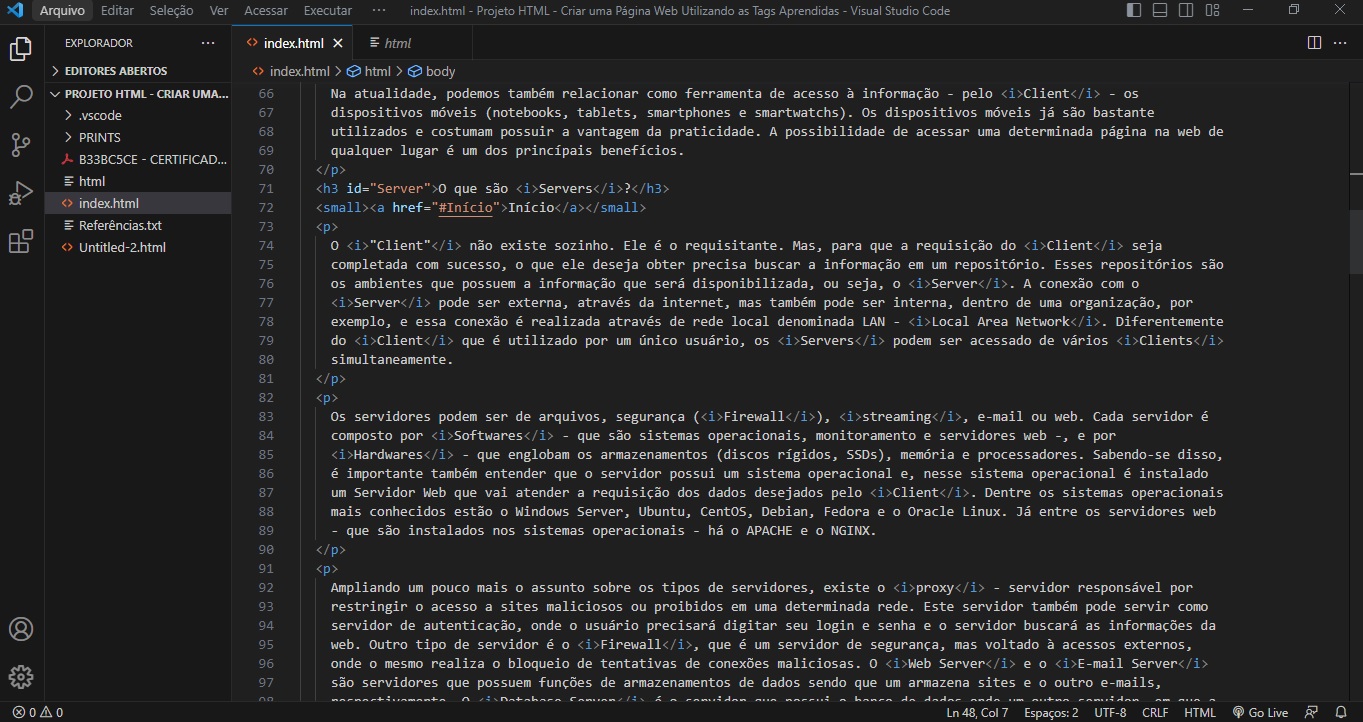 Arquivo Editar Seleção Ver Acessar Executar ··· index.html - Projeto HTML - Criar uma Página Web Utilizando as Tags Aprendidas - Visual Studio Code
EXPLORADOR ···
EDITORES ABERTOS
PROJETO HTML - CRIAR UMA...
.vscode
PRINTS
B33BC5CE - CERTIFICAD...
html
index.html
Referências.txt
Untitled-2.html
index.html html
index.html > html > body
66 Na atualidade, podemos também relacionar como ferramenta de acesso à informação - pelo <i>Client</i> - os
67 dispositivos móveis (notebooks, tablets, smartphones e smartwatchs). Os dispositivos móveis já são bastante
68 utilizados e costumam possuir a vantagem da praticidade. A possibilidade de acessar uma determinada página na web de
69 qualquer lugar é um dos princípais benefícios.
70 </p>
71 <h3 id="Server">O que são <i>Servers</i>?</h3>
72 <small><a href="#Início">Início</a></small>
73 <p>
74 O <i>"Client"</i> não existe sozinho. Ele é o requisitante. Mas, para que a requisição do <i>Client</i> seja
75 completada com sucesso, o que ele deseja obter precisa buscar a informação em um repositório. Esses repositórios são
76 os ambientes que possuem a informação que será disponibilizada, ou seja, o <i>Server</i>. A conexão com o
77 <i>Server</i> pode ser externa, através da internet, mas também pode ser interna, dentro de uma organização, por
78 exemplo, e essa conexão é realizada através de rede local denominada LAN - <i>Local Area Network</i>. Diferentemente
79 do <i>Client</i> que é utilizado por um único usuário, os <i>Servers</i> podem ser acessado de vários <i>Clients</i>
80 simultaneamente.
81 </p>
82 <p>
83 Os servidores podem ser de arquivos, segurança (<i>Firewall</i>), <i>streaming</i>, e-mail ou web. Cada servidor é
84 composto por <i>Softwares</i> - que são sistemas operacionais, monitoramento e servidores web -, e por
85 <i>Hardwares</i> - que englobam os armazenamentos (discos rígidos, SSDs), memória e processadores. Sabendo-se disso,
86 é importante também entender que o servidor possui um sistema operacional e, nesse sistema operacional é instalado
87 um Servidor Web que vai atender a requisição dos dados desejados pelo <i>Client</i>. Dentre os sistemas operacionais
88 mais conhecidos estão o Windows Server, Ubuntu, CentOS, Debian, Fedora e o Oracle Linux. Já entre os servidores web
89 - que são instalados nos sistemas operacionais - há o APACHE e o NGINX.
90 </p>
91 <p>
92 Ampliando um pouco mais o assunto sobre os tipos de servidores, existe o <i>proxy</i> - servidor responsável por
93 restringir o acesso a sites maliciosos ou proibidos em uma determinada rede. Este servidor também pode servir como
94 servidor de autenticação, onde o usuário precisará digitar seu login e senha e o servidor buscará as informações da
95 web. Outro tipo de servidor é o <i>Firewall</i>, que é um servidor de segurança, mas voltado à acessos externos,
96 onde o mesmo realiza o bloqueio de tentativas de conexões maliciosas. O <i>Web Server</i> e o <i>E-mail Server</i>
97 são servidores que possuem funções de armazenamentos de dados sendo que um armazena sites e o outro e-mails,
98 respectivamente. O <i>Database Server</i> é o servidor que possui o banco de dados onde um outro servidor, em que o
0 0 Ln 48, Col 7 Espaços: 2 UTF-8 CRLF HTML Go Live